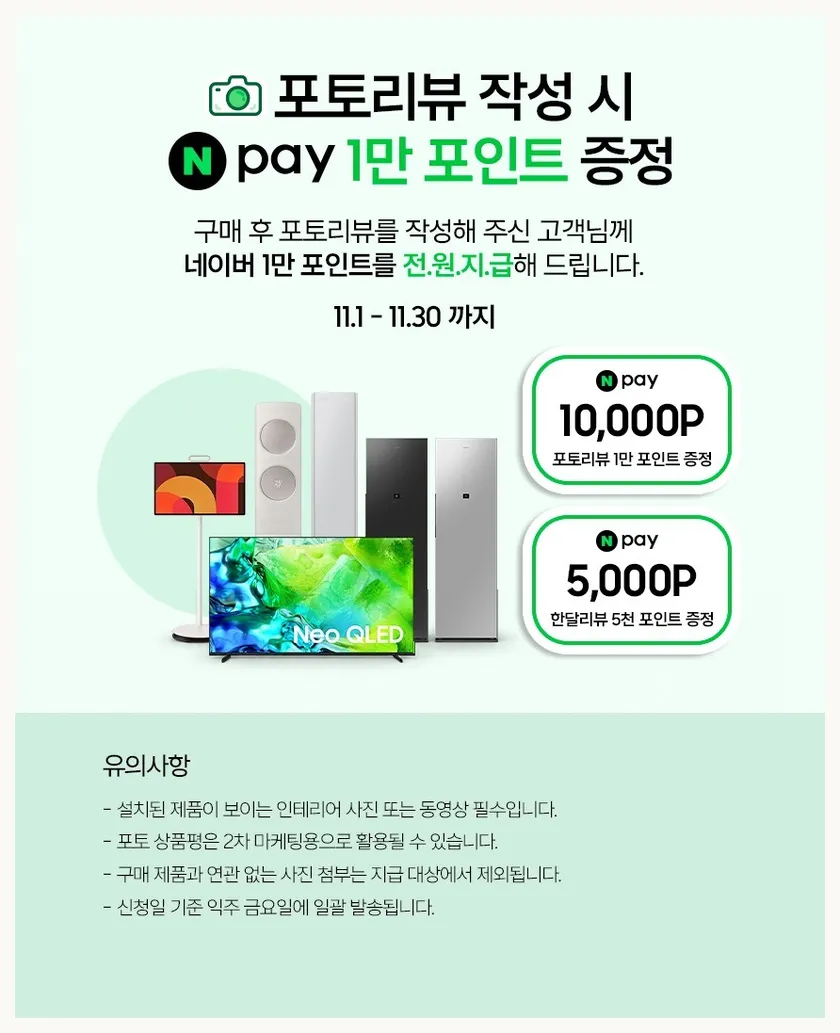 포토리뷰 작성 시
N pay 1만 포인트 증정
구매 후 포토리뷰를 작성해 주신 고객님께
네이버 1만 포인트를 전.원.지.급해 드립니다.
11.1 - 11.30 까지
N pay
10,000P
포토리뷰 1만 포인트 증정
N pay
5,000P
한달리뷰 5천 포인트 증정
Neo QLED
유의사항
- 설치된 제품이 보이는 인테리어 사진 또는 동영상 필수입니다.
- 포토 상품평은 2차 마케팅용으로 활용될 수 있습니다.
- 구매 제품과 연관 없는 사진 첨부는 지급 대상에서 제외됩니다.
- 신청일 기준 익주 금요일에 일괄 발송됩니다.